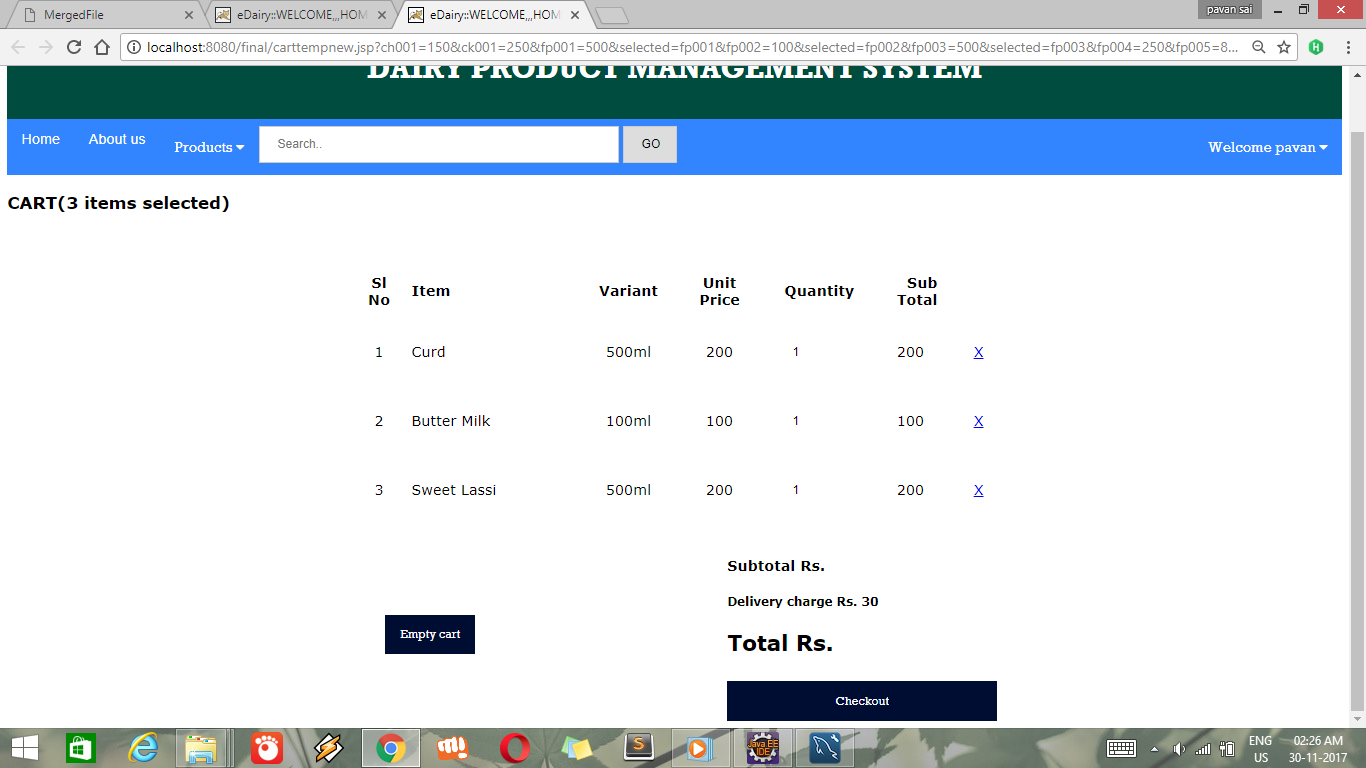 MergedFile
eDairy::WELCOME,,,HOM
eDairy::WELCOME,,,HOM
pavan sai
localhost:8080/final/carttempnew.jsp?ch001=150&ck001=250&fp001=500&selected=fp001&fp002=100&selected=fp002&fp003=500&selected=fp003&fp004=250&fp005=8...
DAIRY PRODUCT MANAGEMENT SYSTEM
Home About us Products Search.. GO Welcome pavan
CART(3 items selected)
Sl No Item Variant Unit Price Quantity Sub Total
1 Curd 500ml 200 1 200 X
2 Butter Milk 100ml 100 1 100 X
3 Sweet Lassi 500ml 200 1 200 X
Subtotal Rs.
Delivery charge Rs. 30
Empty cart
Total Rs.
Checkout
Java EE
IDE
ENG 02:26 AM
US 30-11-2017